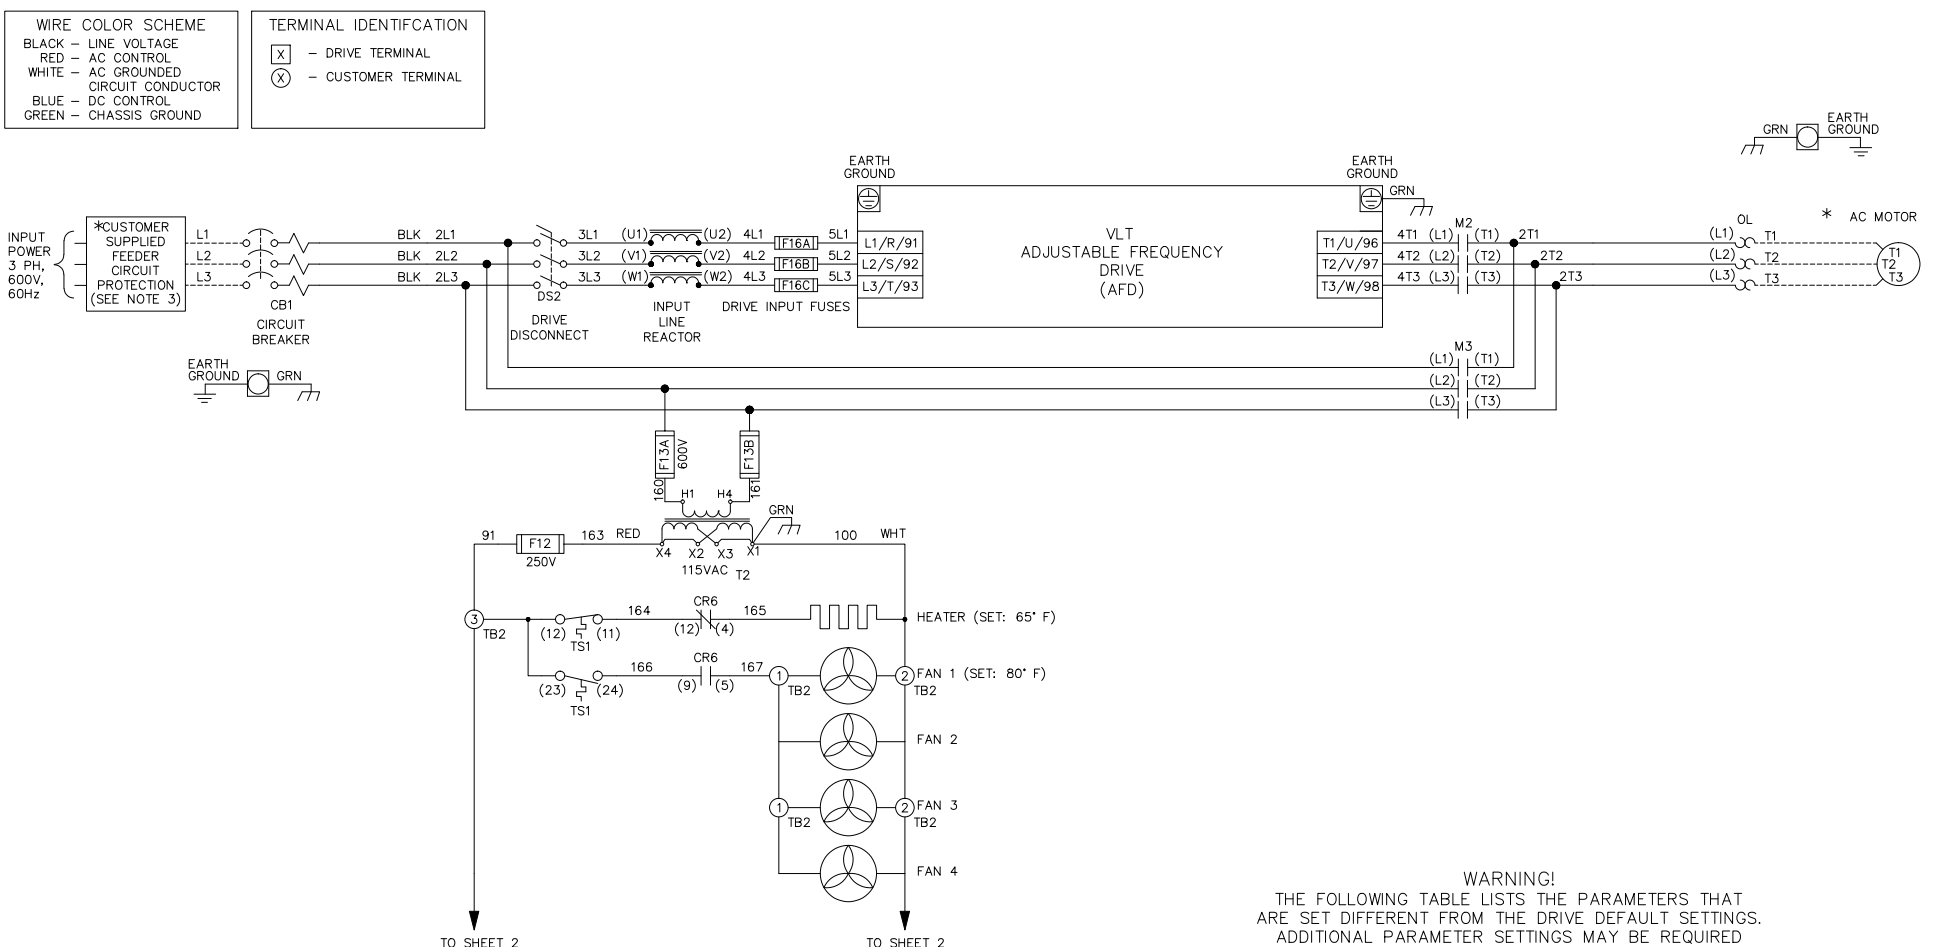 WIRE COLOR SCHEME
BLACK – LINE VOLTAGE
RED – AC CONTROL
WHITE – AC GROUNDED
CIRCUIT CONDUCTOR
BLUE – DC CONTROL
GREEN – CHASSIS GROUND
TERMINAL IDENTIFCATION
X – DRIVE TERMINAL
X – CUSTOMER TERMINAL
GRN
EARTH
GROUND
INPUT
POWER
3 PH,
600V,
60Hz
*CUSTOMER
SUPPLIED
FEEDER
CIRCUIT
PROTECTION
(SEE NOTE 3)
L1
L2
L3
CB1
CIRCUIT
BREAKER
BLK 2L1
BLK 2L2
BLK 2L3
DS2
DRIVE
DISCONNECT
3L1 (U1) (U2) 4L1 F16A 5L1
3L2 (V1) (V2) 4L2 F16B 5L2
3L3 (W1) (W2) 4L3 F16C 5L3
INPUT
LINE
REACTOR
DRIVE INPUT FUSES
EARTH
GROUND
L1/R/91
L2/S/92
L3/T/93
VLT
ADJUSTABLE FREQUENCY
DRIVE
(AFD)
EARTH
GROUND
GRN
T1/U/96
T2/V/97
T3/W/98
M2
4T1 (L1) (T1) 2T1
4T2 (L2) (T2) 2T2
4T3 (L3) (T3) 2T3
OL
(L1) T1
(L2) T2
(L3) T3
* AC MOTOR
T1
T2
T3
M3
(L1) (T1)
(L2) (T2)
(L3) (T3)
EARTH
GROUND
GRN
F13A
600V
F13B
160
161
H1 H4
GRN
91 F12 163 RED
250V
X4 X2 X3 X1
115VAC T2
100 WHT
3
TB2
(12) (11)
TS1
164
CR6
(12) (4)
165
HEATER (SET: 65° F)
(23) (24)
TS1
166
CR6
(9) (5)
167
1
TB2
2
TB2
FAN 1 (SET: 80° F)
FAN 2
1
TB2
2
TB2
FAN 3
FAN 4
TO SHEET 2
TO SHEET 2
WARNING!
THE FOLLOWING TABLE LISTS THE PARAMETERS THAT
ARE SET DIFFERENT FROM THE DRIVE DEFAULT SETTINGS.
ADDITIONAL PARAMETER SETTINGS MAY BE REQUIRED